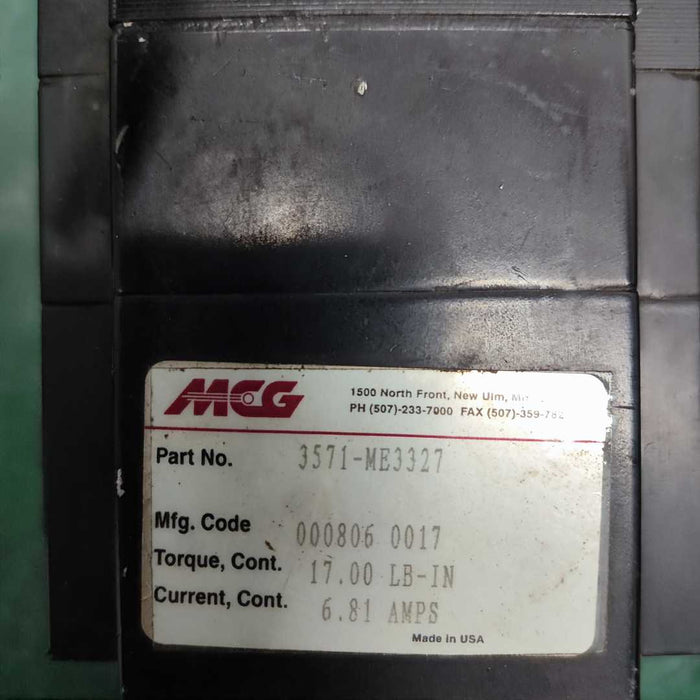 MCG
1500 North Front, New Ulm,
PH (507)-233-7000 FAX (507)-359-
Part No. 3571-ME3327
Mfg. Code 000806 0017
Torque, Cont. 17.00 LB-IN
Current, Cont. 6.81 AMPS
Made in USA